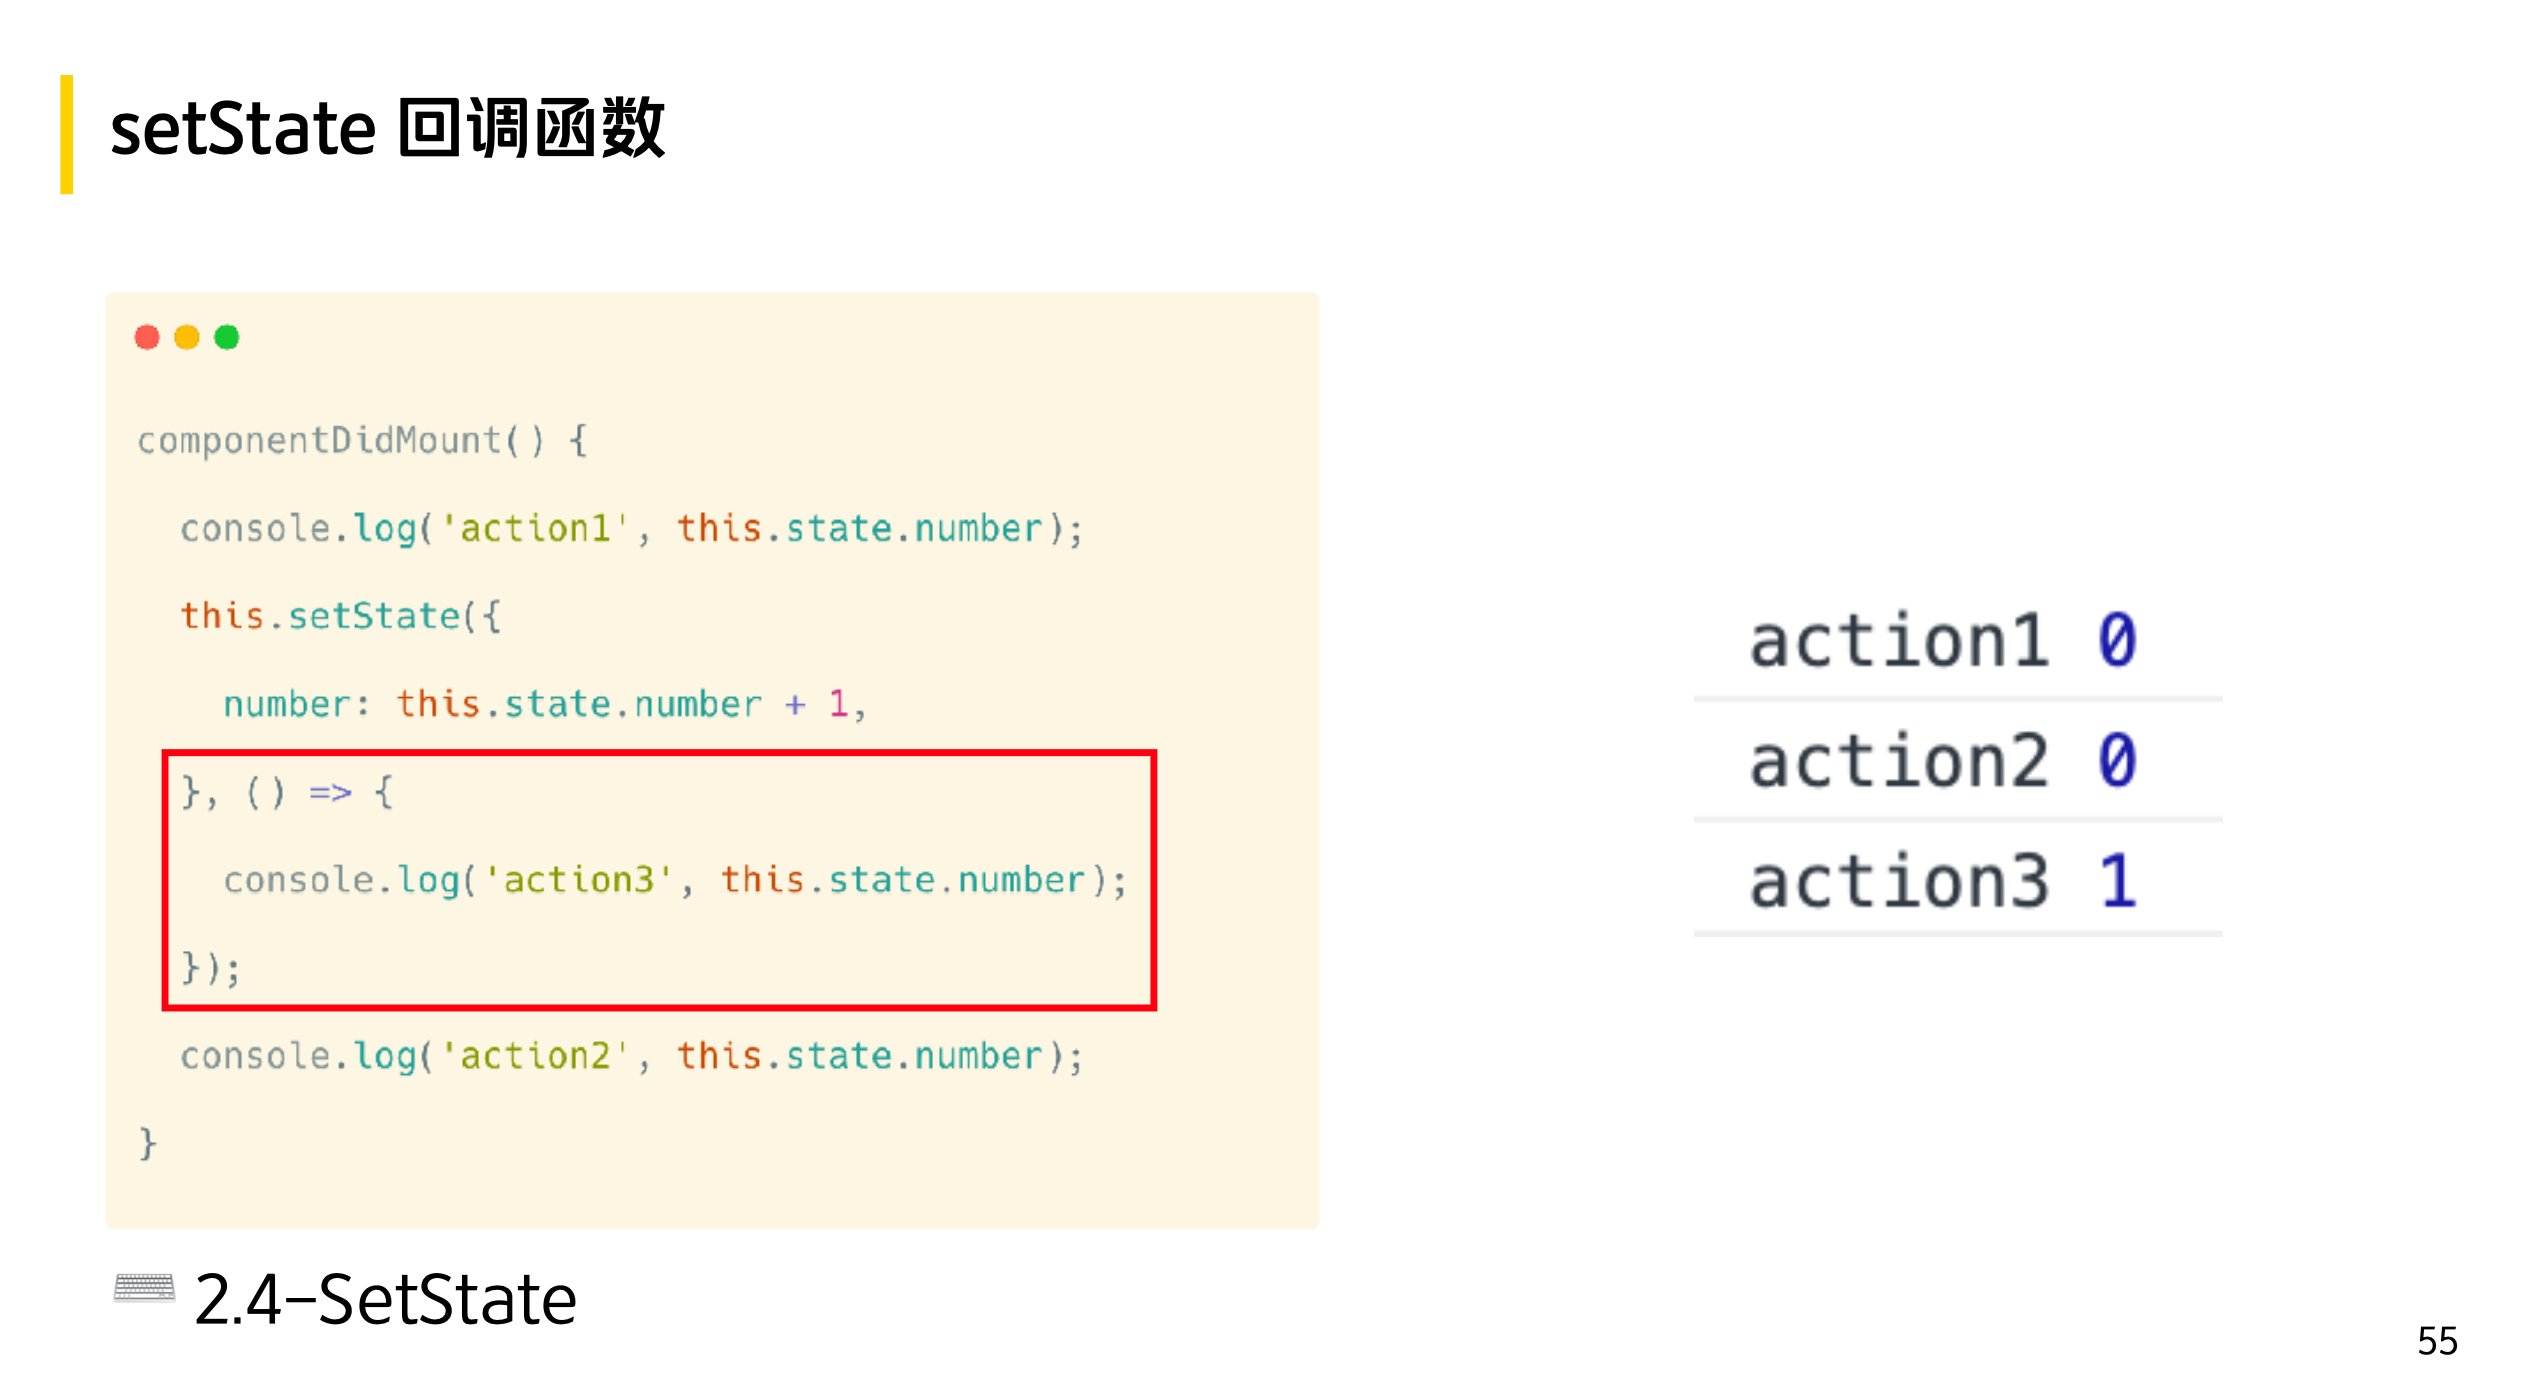 setState 回调函数
componentDidMount() {
  console.log('action1', this.state.number);
  this.setState({
    number: this.state.number + 1,
  }, () => {
    console.log('action3', this.state.number);
  });
  console.log('action2', this.state.number);
}
action1 0
action2 0
action3 1
2.4–SetState
55